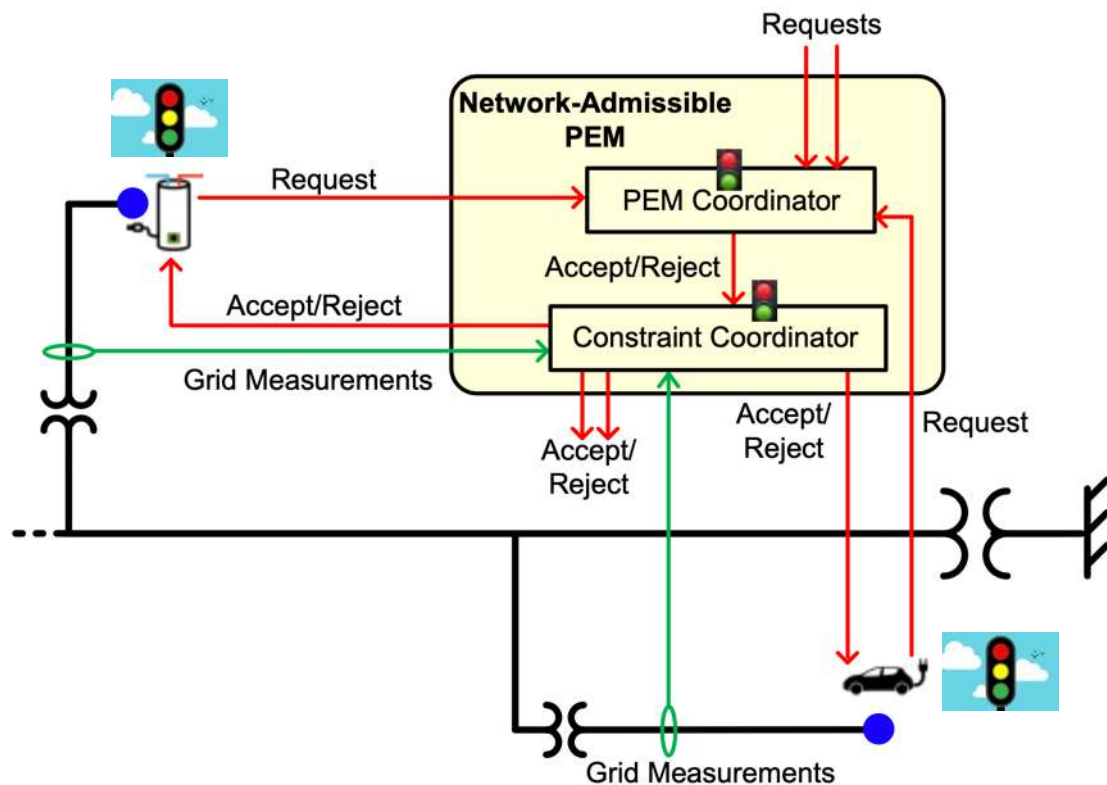 Requests
Network-Admissible
PEM
Request
PEM Coordinator
Accept/Reject
Accept/Reject
Constraint Coordinator
Grid Measurements
Accept/
Reject
Accept/
Reject
Request
Grid Measurements